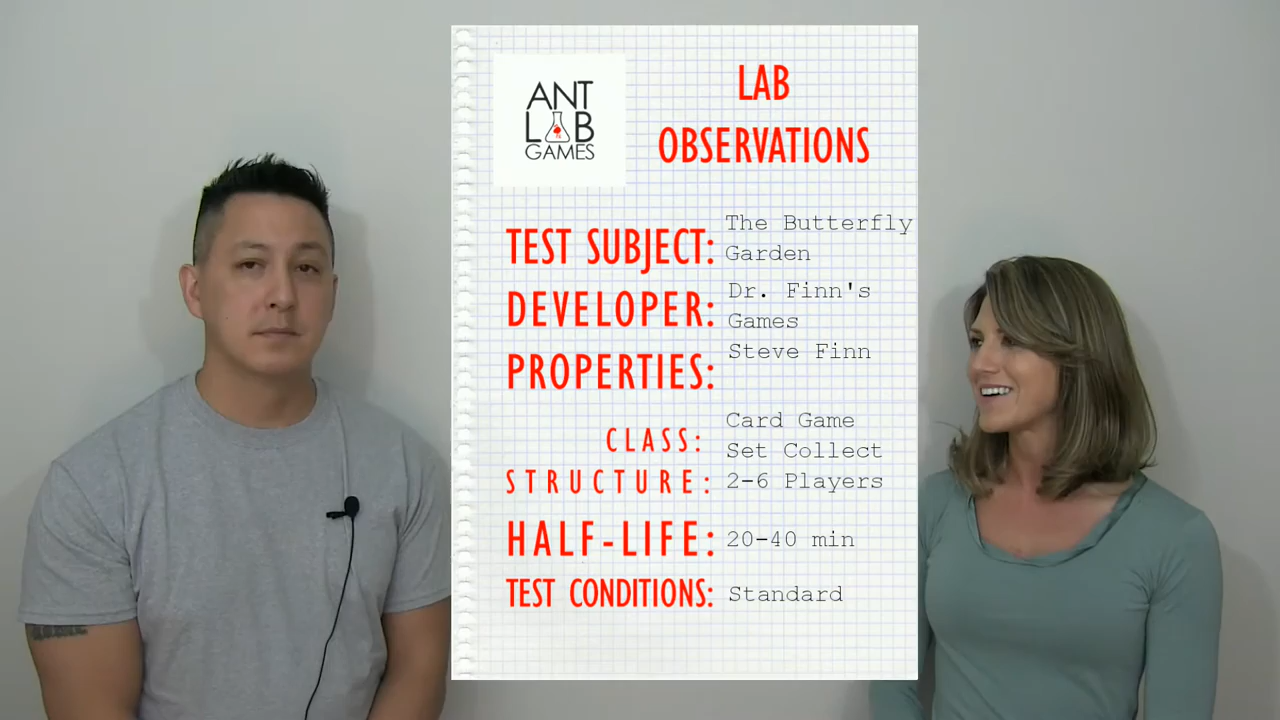 ANT
LAB
GAMES
LAB
OBSERVATIONS
TEST SUBJECT:
The Butterfly
Garden
DEVELOPER:
Dr. Finn's
Games
Steve Finn
PROPERTIES:
CLASS:
Card Game
Set Collect
STRUCTURE:
2-6 Players
HALF-LIFE:
20-40 min
TEST CONDITIONS:
Standard